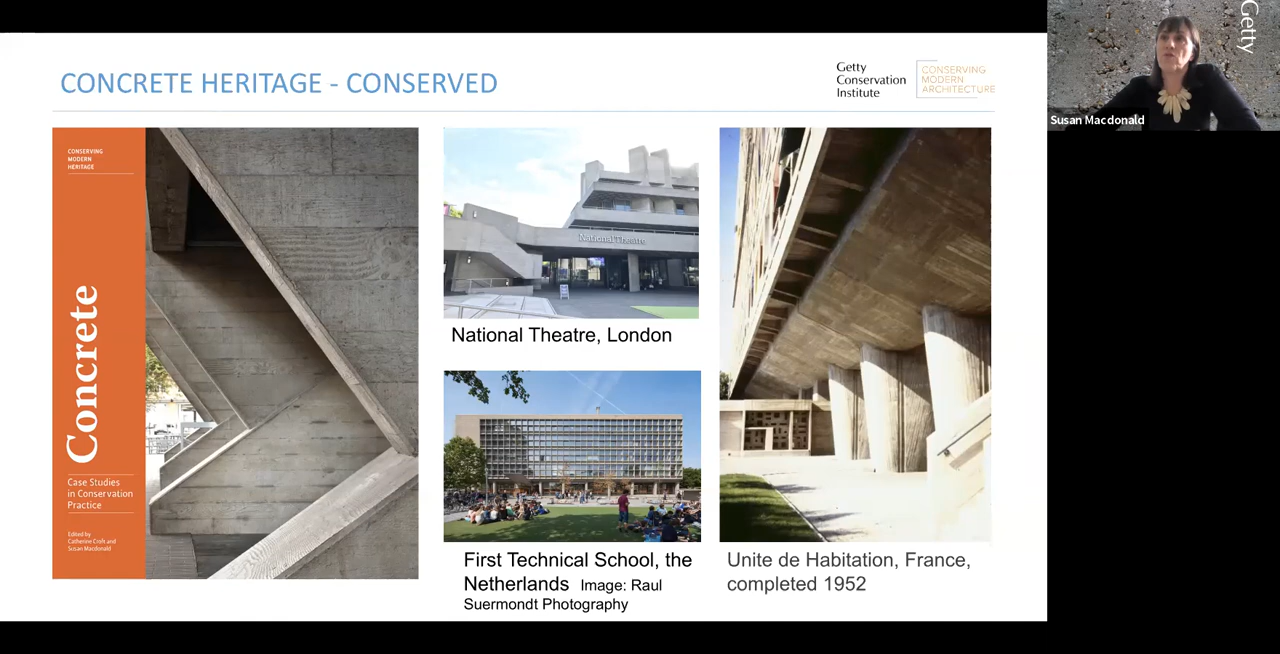 CONCRETE HERITAGE - CONSERVED
Getty
Conservation
Institute
CONSERVING
MODERN
ARCHITECTURE
CONSERVING
MODERN
HERITAGE
Concrete
Case Studies
in Conservation
Practice
Edited by
Catherine Croft and
Susan Macdonald
National Theatre
National Theatre, London
First Technical School, the
Netherlands Image: Raul
Suermondt Photography
Unite de Habitation, France,
completed 1952
Getty
Susan Macdonald